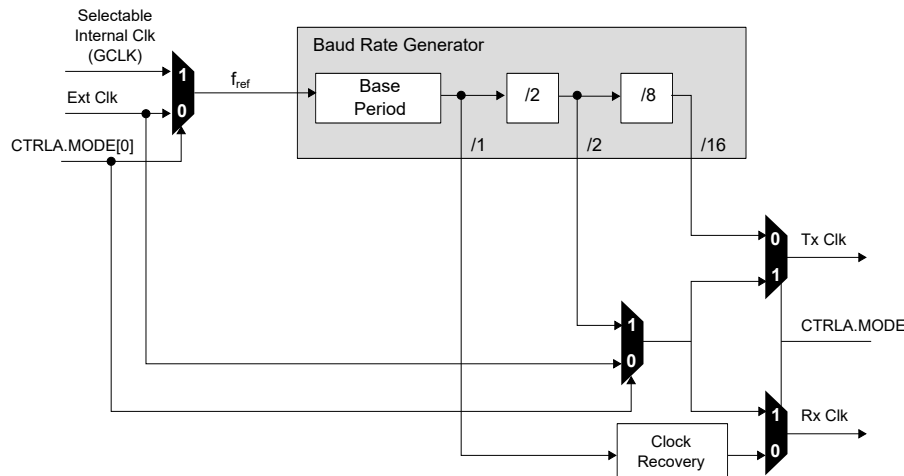 Selectable
Internal Clk
(GCLK)
Baud Rate Generator
1
f_ref
Base
Period
/2
/8
Ext Clk
0
CTRLA.MODE[0]
/1
/2
/16
0
Tx Clk
1
1
CTRLA.MODE
0
1
Rx Clk
Clock
Recovery
0